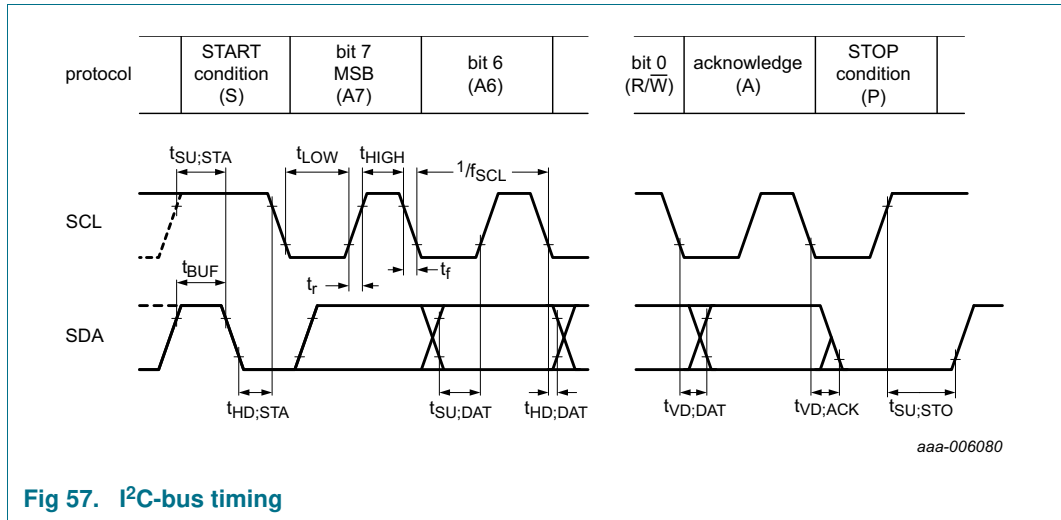 protocol
START
condition
(S)
bit 7
MSB
(A7)
bit 6
(A6)
bit 0
(R/W̅)
acknowledge
(A)
STOP
condition
(P)
tSU;STA
tLOW
tHIGH
1/fSCL
SCL
tBUF
tr
tf
SDA
tHD;STA
tSU;DAT
tHD;DAT
tVD;DAT
tVD;ACK
tSU;STO
aaa-006080
Fig 57. I²C-bus timing